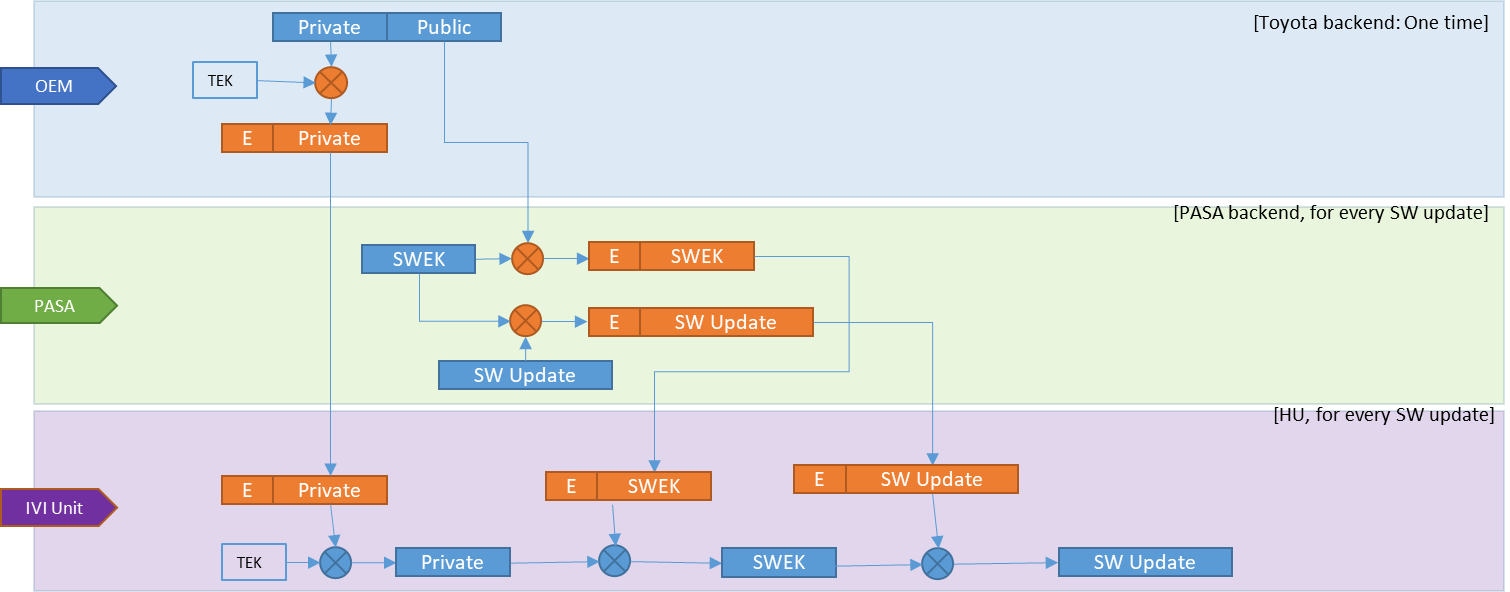 Private Public
[Toyota backend: One time]
TEK
OEM
E Private
[PASA backend, for every SW update]
SWEK
E SWEK
PASA
E SW Update
SW Update
[HU, for every SW update]
E Private
E SWEK
E SW Update
IVI Unit
TEK
Private
SWEK
SW Update